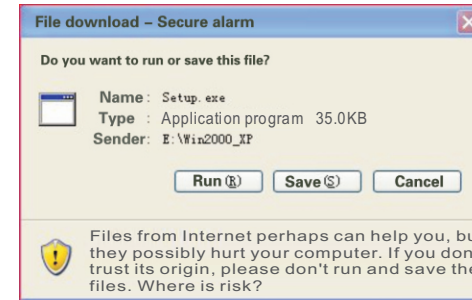 File download – Secure alarm
Do you want to run or save this file?
Name : Setup. exe
Type : Application program 35.0KB
Sender: E:\Win2000_XP
Run(R) Save(S) Cancel
Files from Internet perhaps can help you, bu
they possibly hurt your computer. If you don
trust its origin, please don't run and save the
files. Where is risk?